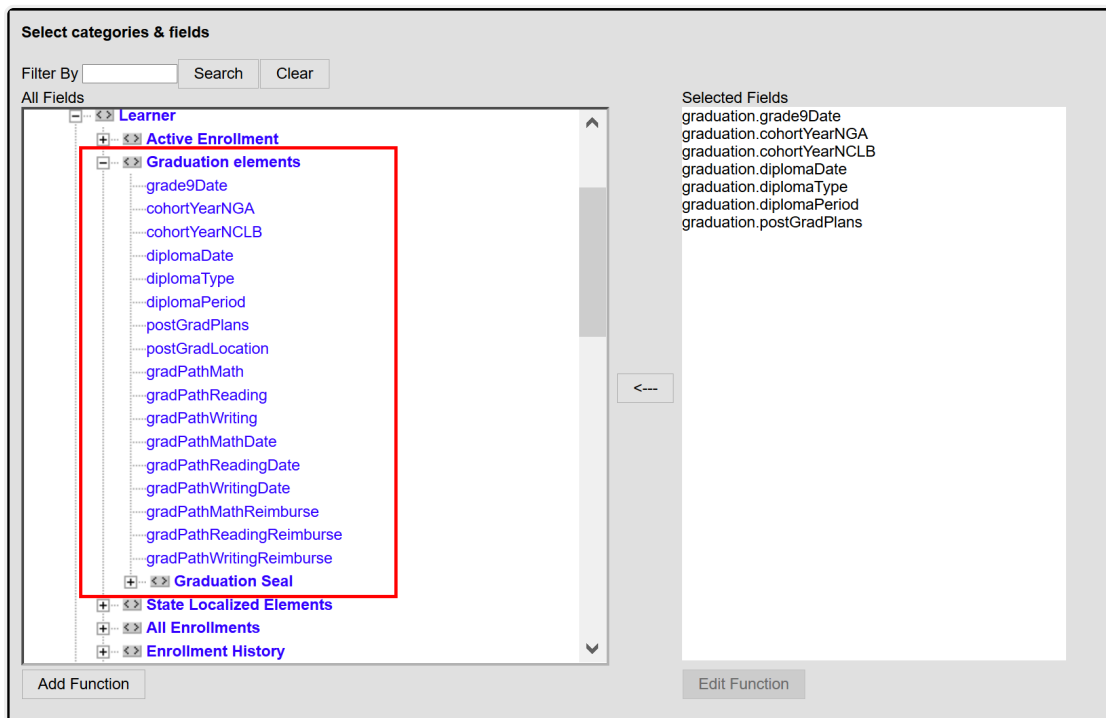 Select categories & fields
Filter By Search Clear
All Fields
Learner
Active Enrollment
Graduation elements
grade9Date
cohortYearNGA
cohortYearNCLB
diplomaDate
diplomaType
diplomaPeriod
postGradPlans
postGradLocation
gradPathMath
gradPathReading
gradPathWriting
gradPathMathDate
gradPathReadingDate
gradPathWritingDate
gradPathMathReimburse
gradPathReadingReimburse
gradPathWritingReimburse
Graduation Seal
State Localized Elements
All Enrollments
Enrollment History
Add Function
<---
Selected Fields
graduation.grade9Date
graduation.cohortYearNGA
graduation.cohortYearNCLB
graduation.diplomaDate
graduation.diplomaType
graduation.diplomaPeriod
graduation.postGradPlans
Edit Function